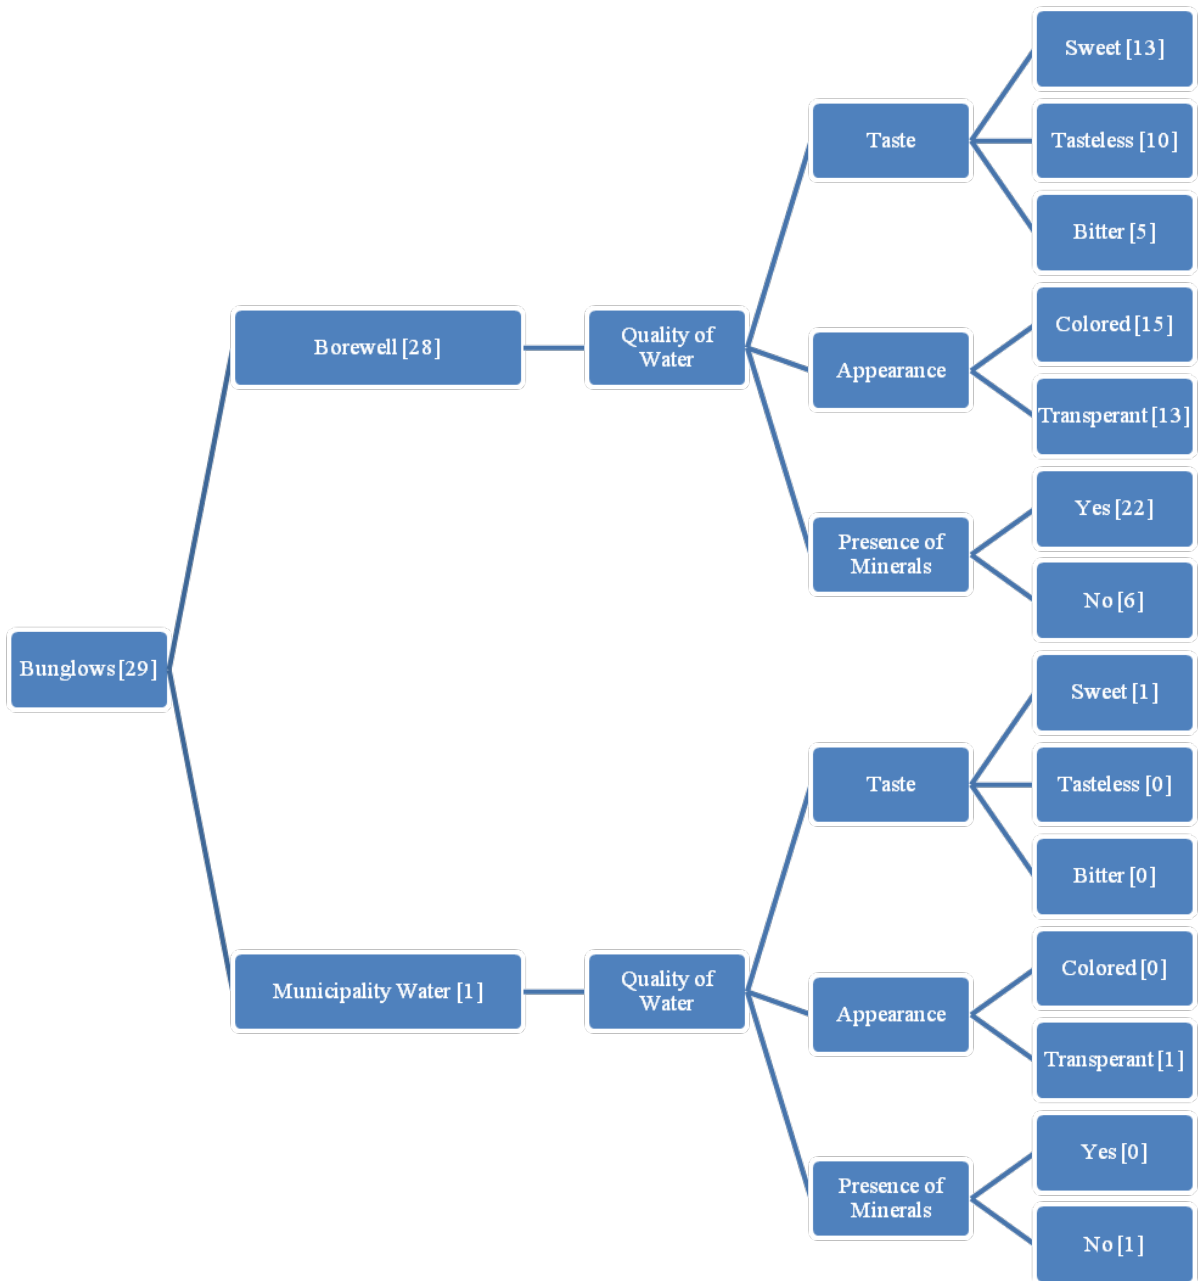 Sweet [13]
Taste
Tasteless [10]
Bitter [5]
Borewell [28]
Quality of
Water
Colored [15]
Appearance
Transperant [13]
Yes [22]
Presence of
Minerals
No [6]
Bunglows [29]
Sweet [1]
Taste
Tasteless [0]
Bitter [0]
Municipality Water [1]
Quality of
Water
Colored [0]
Appearance
Transperant [1]
Yes [0]
Presence of
Minerals
No [1]